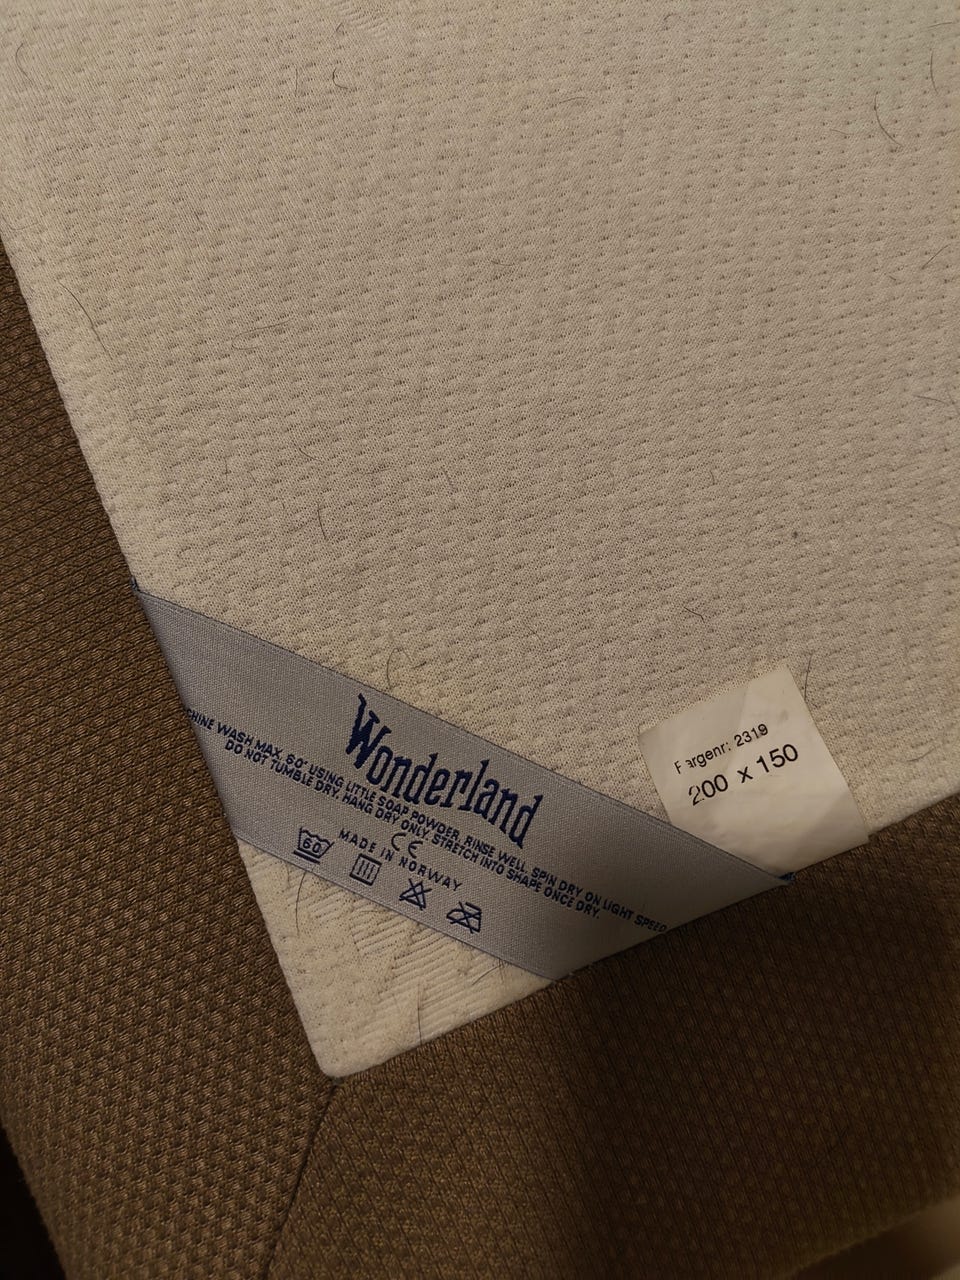 Wonderland
CHINE WASH MAX. 60° USING LITTLE SOAP POWDER. RINSE WELL. SPIN DRY ON LIGHT SPEED
DO NOT TUMBLE DRY. HANG DRY ONLY. STRETCH INTO SHAPE ONCE DRY.
CE
MADE IN NORWAY
60
Fargenr: 2319
200 x 150